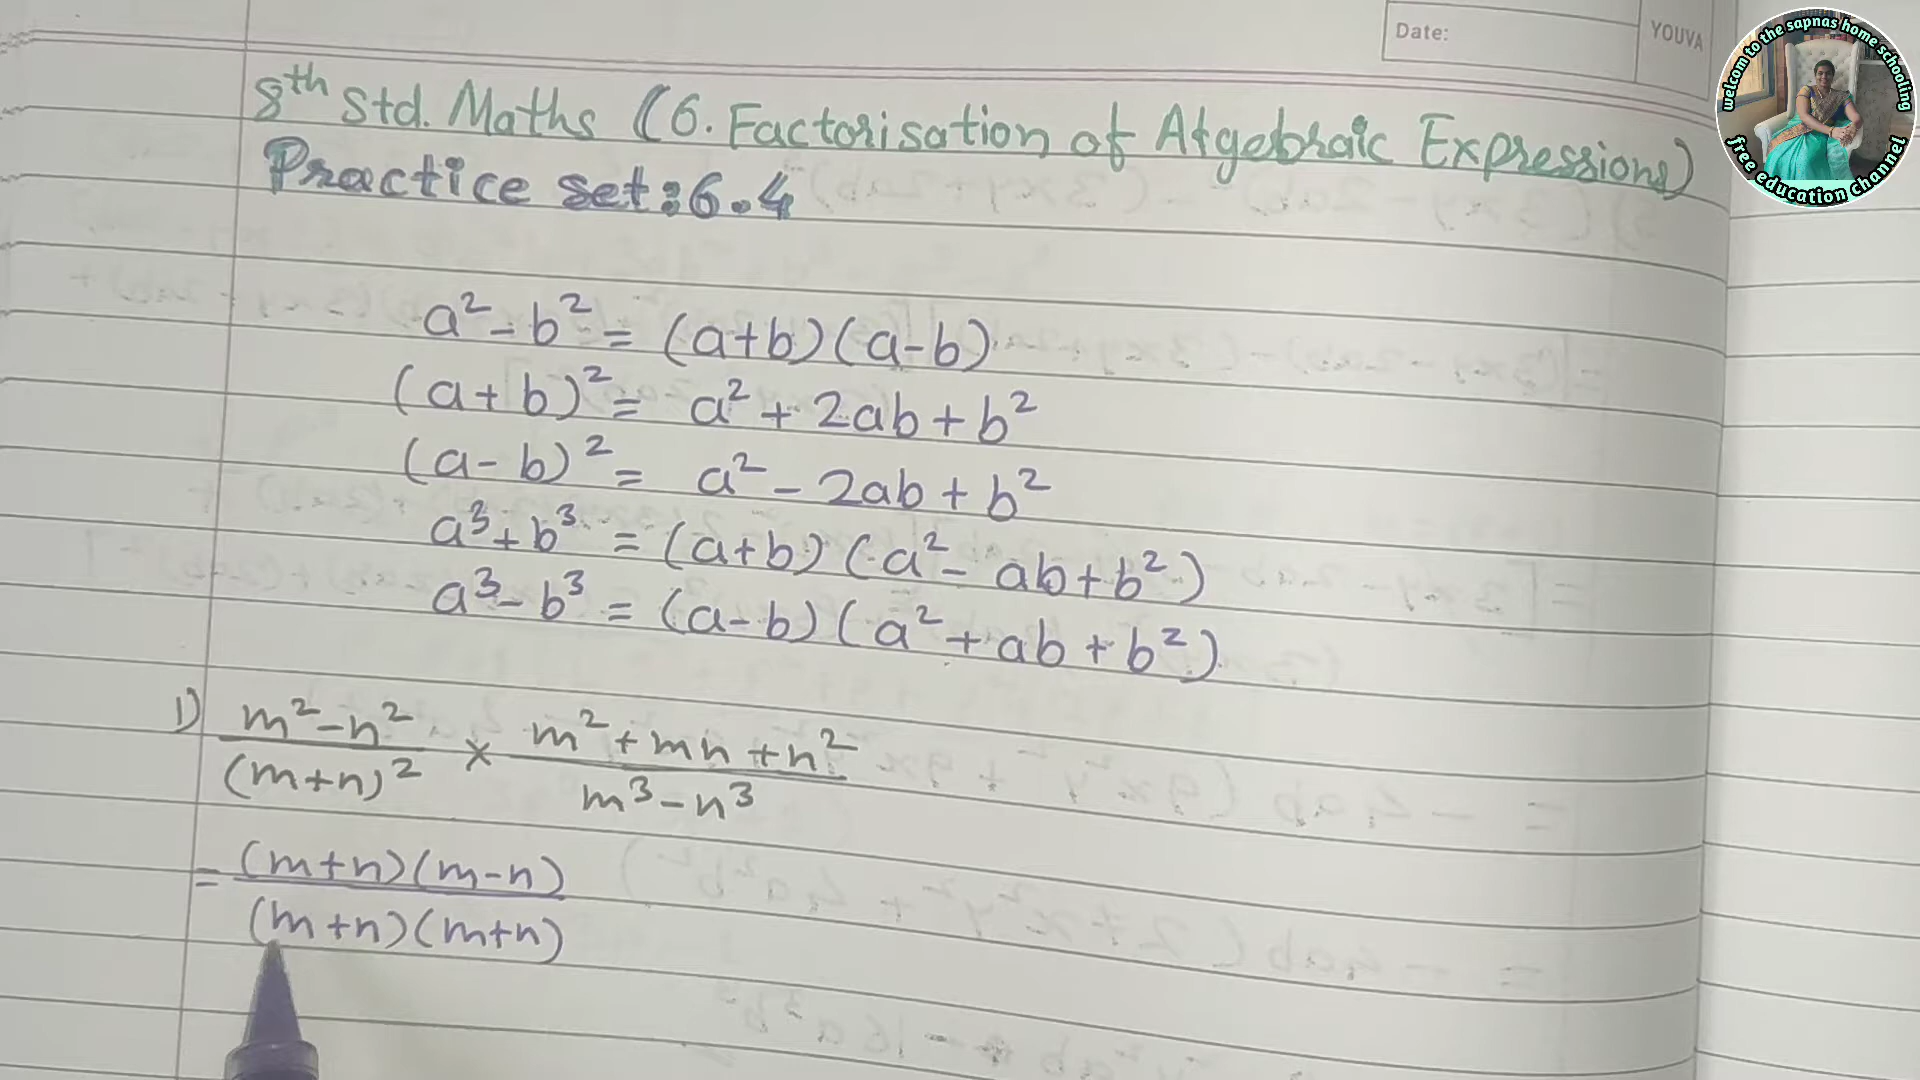 Date:
YOUVA
welcom to the sapnas home schooling
free education channel
8th Std. Maths (6. Factorisation of Algebraic Expressions)
Practice set: 6.4
a² - b² = (a+b)(a-b)
(a+b)² = a² + 2ab + b²
(a-b)² = a² - 2ab + b²
a³ + b³ = (a+b)(a² - ab + b²)
a³ - b³ = (a-b)(a² + ab + b²)
1) m² - n² / (m+n)² × m² + mn + n² / m³ - n³
= (m+n)(m-n) / (m+n)(m+n)